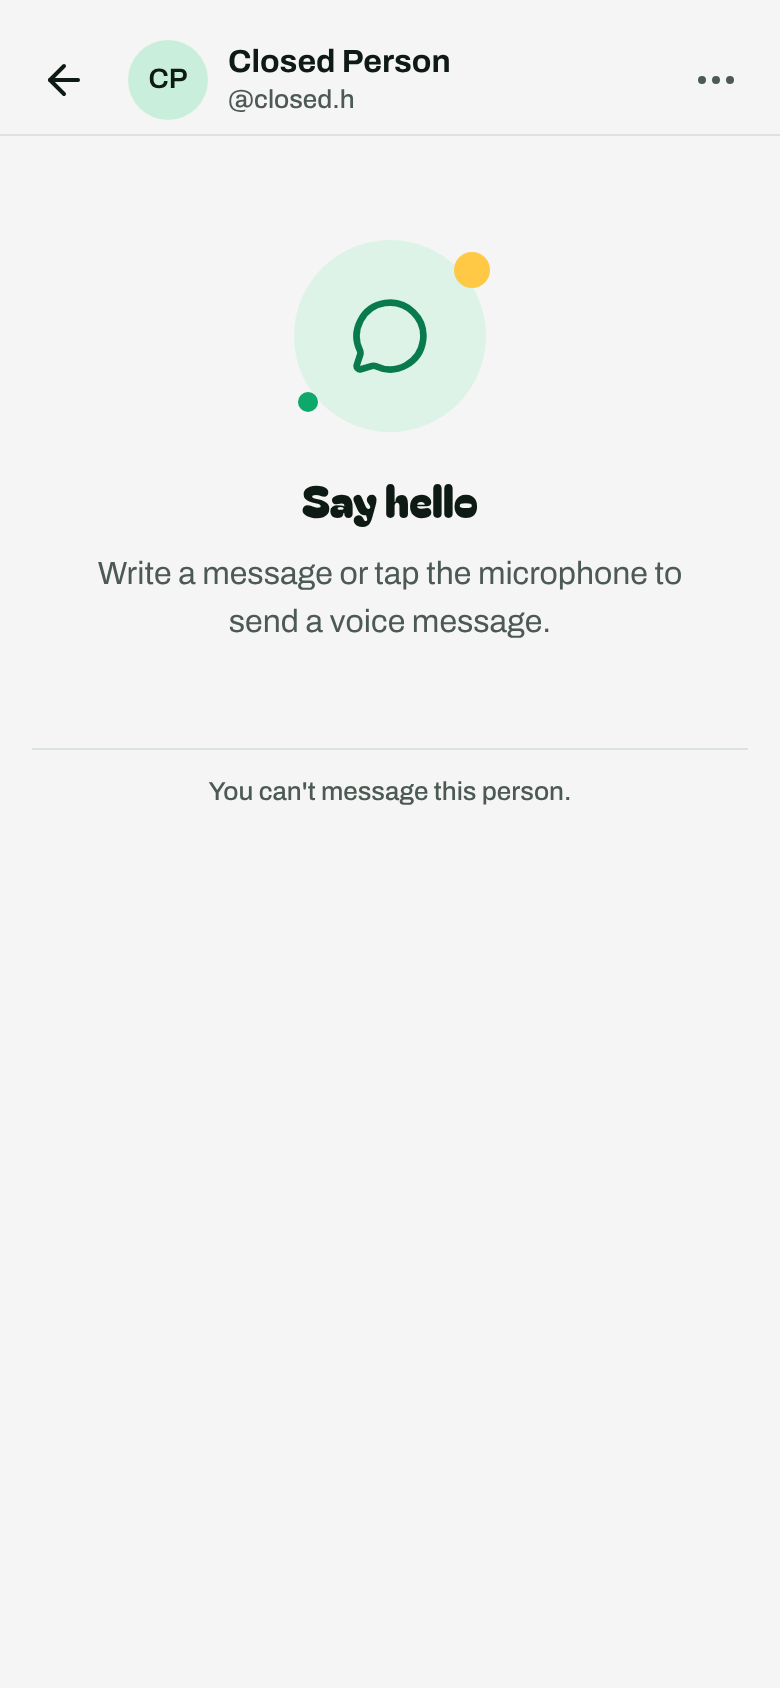 CP
Closed Person
@closed.h
Say hello
Write a message or tap the microphone to
send a voice message.
You can't message this person.